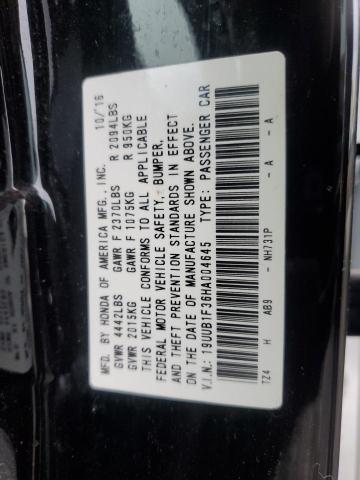 MFD. BY HONDA OF AMERICA MFG., INC. 10/16
GVWR 4442LBS GAWR F 2370LBS R 2094LBS
GVWR 2015KG GAWR F 1075KG R 950KG
THIS VEHICLE CONFORMS TO ALL APPLICABLE
FEDERAL MOTOR VEHICLE SAFETY, BUMPER,
AND THEFT PREVENTION STANDARDS IN EFFECT
ON THE DATE OF MANUFACTURE SHOWN ABOVE.
V.I.N.: 19UUB1F36HA004645 TYPE: PASSENGER CAR
TZ4 H AB9 - NH731P - A - A